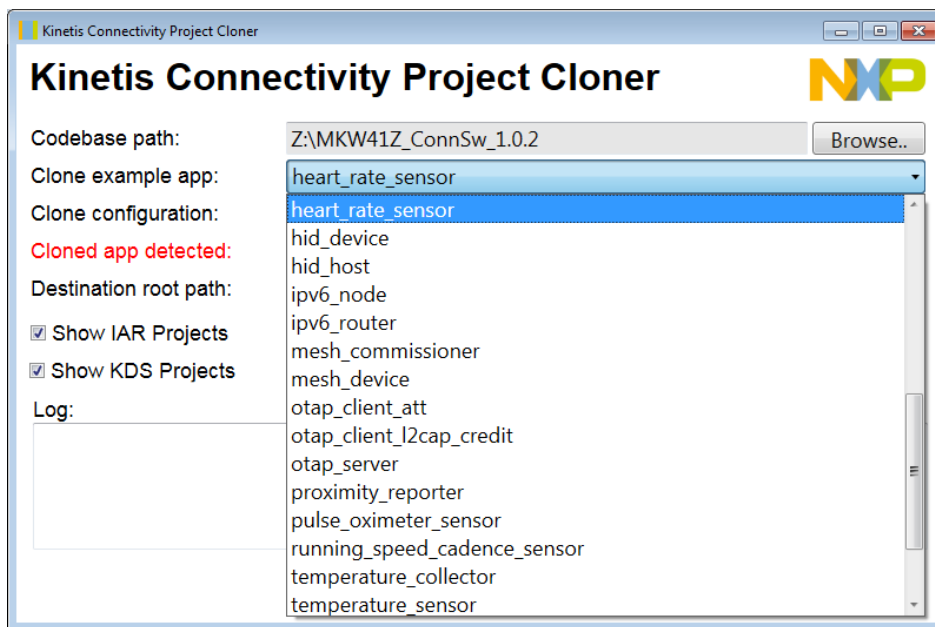 Kinetis Connectivity Project Cloner
Kinetis Connectivity Project Cloner
NXP
Codebase path:
Z:\MKW41Z_ConnSw_1.0.2
Browse..
Clone example app:
heart_rate_sensor
Clone configuration:
heart_rate_sensor
hid_device
Cloned app detected:
hid_host
Destination root path:
ipv6_node
ipv6_router
Show IAR Projects
mesh_commissioner
Show KDS Projects
mesh_device
Log:
otap_client_att
otap_client_l2cap_credit
otap_server
proximity_reporter
pulse_oximeter_sensor
running_speed_cadence_sensor
temperature_collector
temperature_sensor